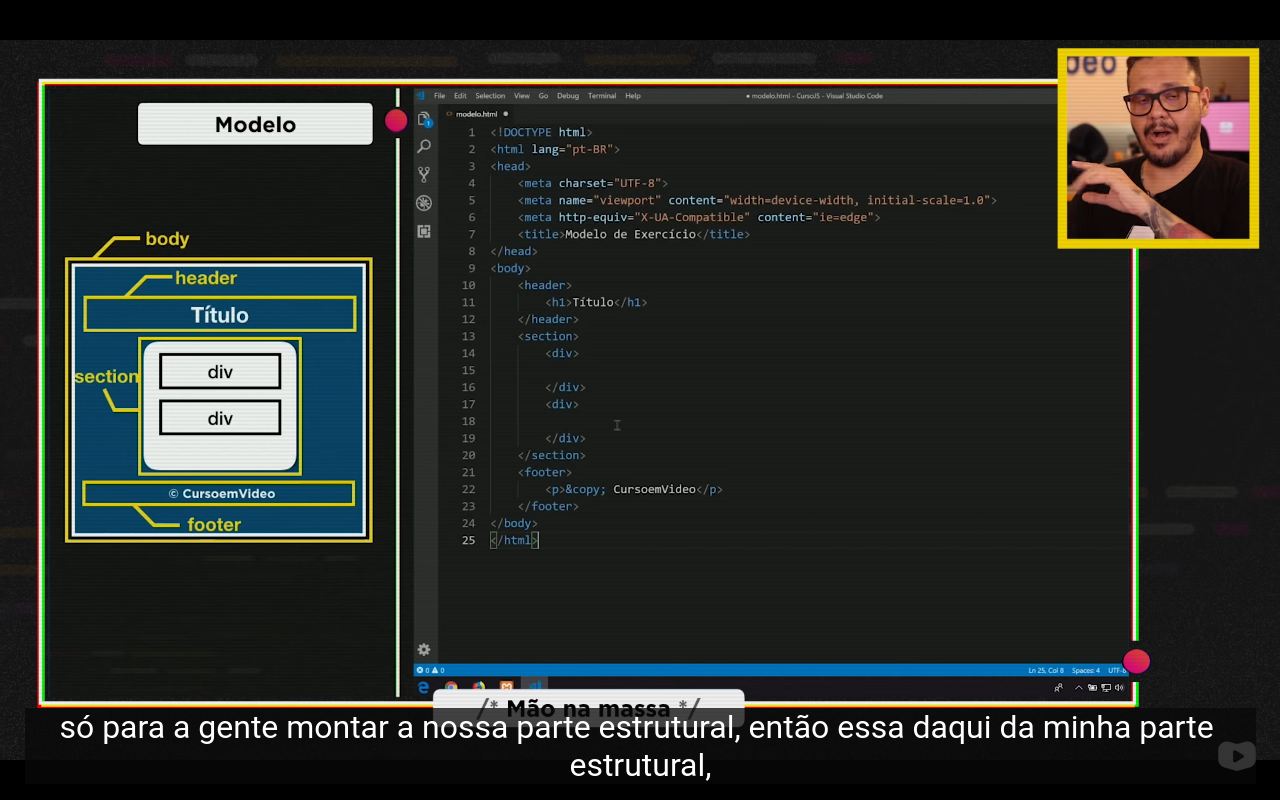 Modelo
body
header
Título
section
div
div
© CursoemVideo
footer
File Edit Selection View Go Debug Terminal Help
● modelo.html - CursoJS - Visual Studio Code
modelo.html ●
1 <!DOCTYPE html>
2 <html lang="pt-BR">
3 <head>
4 <meta charset="UTF-8">
5 <meta name="viewport" content="width=device-width, initial-scale=1.0">
6 <meta http-equiv="X-UA-Compatible" content="ie=edge">
7 <title>Modelo de Exercício</title>
8 </head>
9 <body>
10 <header>
11 <h1>Título</h1>
12 </header>
13 <section>
14 <div>
15
16 </div>
17 <div>
18
19 </div>
20 </section>
21 <footer>
22 <p>&copy; CursoemVideo</p>
23 </footer>
24 </body>
25 </html>
0 0
Ln 25, Col 8 Spaces: 4 UTF-8
/* Mão na massa */
só para a gente montar a nossa parte estrutural, então essa daqui da minha parte
estrutural,